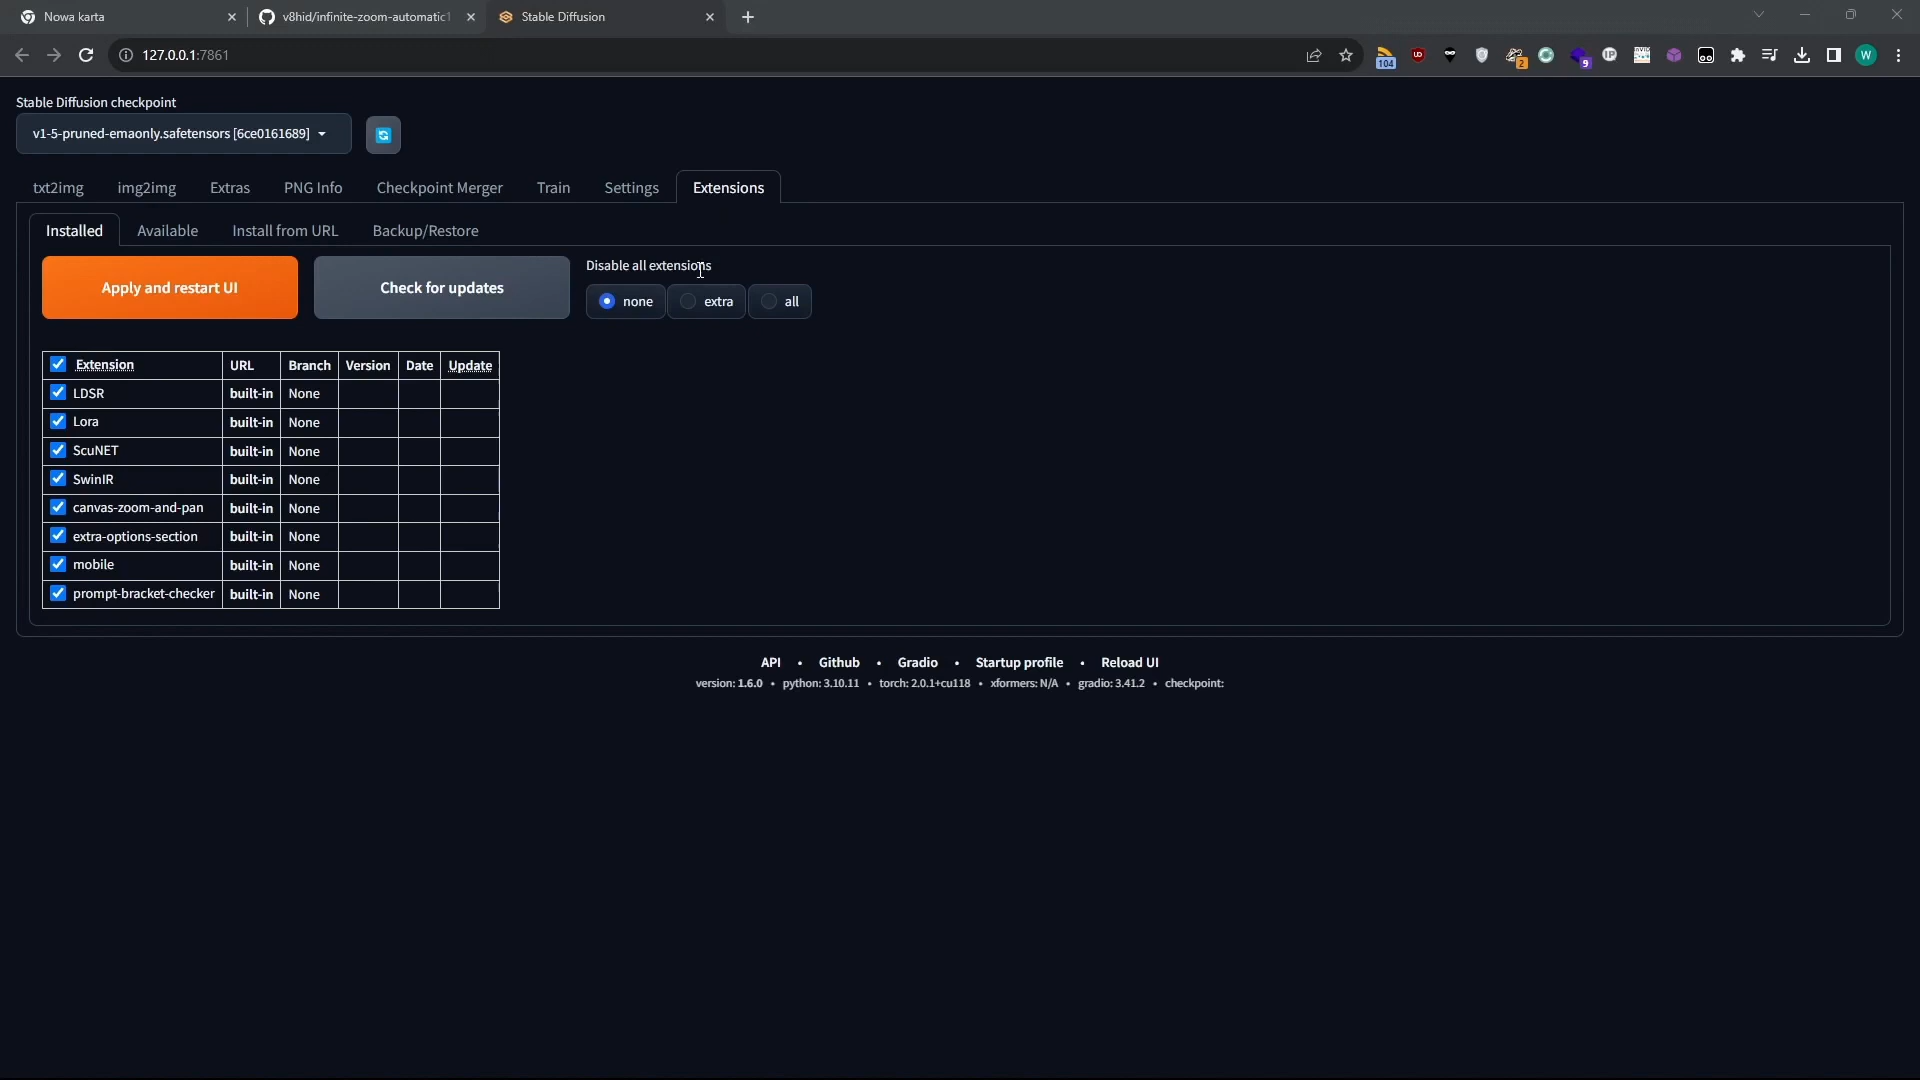 Nowa karta
v8hid/infinite-zoom-automatic1
Stable Diffusion
127.0.0.1:7861
104
2
9
IP
W
Stable Diffusion checkpoint
v1-5-pruned-emaonly.safetensors [6ce0161689]
txt2img img2img Extras PNG Info Checkpoint Merger Train Settings Extensions
Installed Available Install from URL Backup/Restore
Apply and restart UI
Check for updates
Disable all extensions
none extra all
Extension URL Branch Version Date Update
LDSR built-in None
Lora built-in None
ScuNET built-in None
SwinIR built-in None
canvas-zoom-and-pan built-in None
extra-options-section built-in None
mobile built-in None
prompt-bracket-checker built-in None
API • Github • Gradio • Startup profile • Reload UI
version: 1.6.0 • python: 3.10.11 • torch: 2.0.1+cu118 • xformers: N/A • gradio: 3.41.2 • checkpoint: